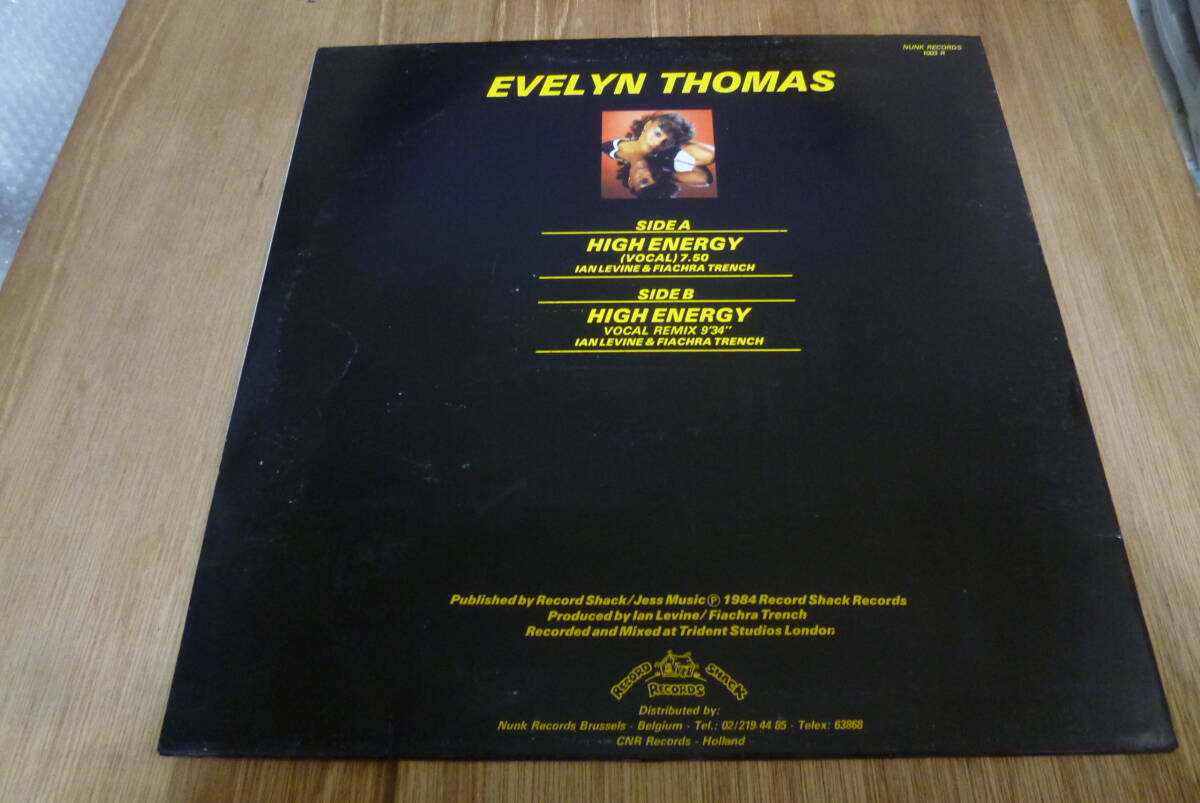 NUNK RECORDS
1003 R
EVELYN THOMAS
SIDE A
HIGH ENERGY
(VOCAL) 7.50
IAN LEVINE & FIACHRA TRENCH
SIDE B
HIGH ENERGY
VOCAL REMIX 9'34"
IAN LEVINE & FIACHRA TRENCH
Published by Record Shack/Jess Music Ⓟ 1984 Record Shack Records
Produced by Ian Levine/Fiachra Trench
Recorded and Mixed at Trident Studios London
RECORD SHACK
RECORDS
Distributed by:
Nunk Records Brussels - Belgium - Tel.: 02/219 44 85 - Telex: 63868
CNR Records - Holland